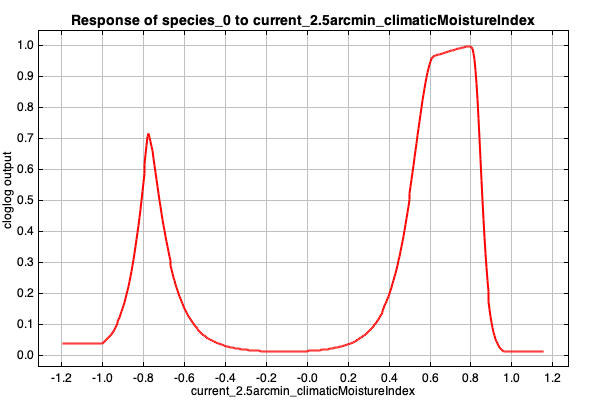 Response of species_0 to current_2.5arcmin_climaticMoistureIndex
1.0
0.9
0.8
0.7
0.6
0.5
0.4
0.3
0.2
0.1
0.0
cloglog output
-1.2 -1.0 -0.8 -0.6 -0.4 -0.2 -0.0 0.2 0.4 0.6 0.8 1.0 1.2
current_2.5arcmin_climaticMoistureIndex